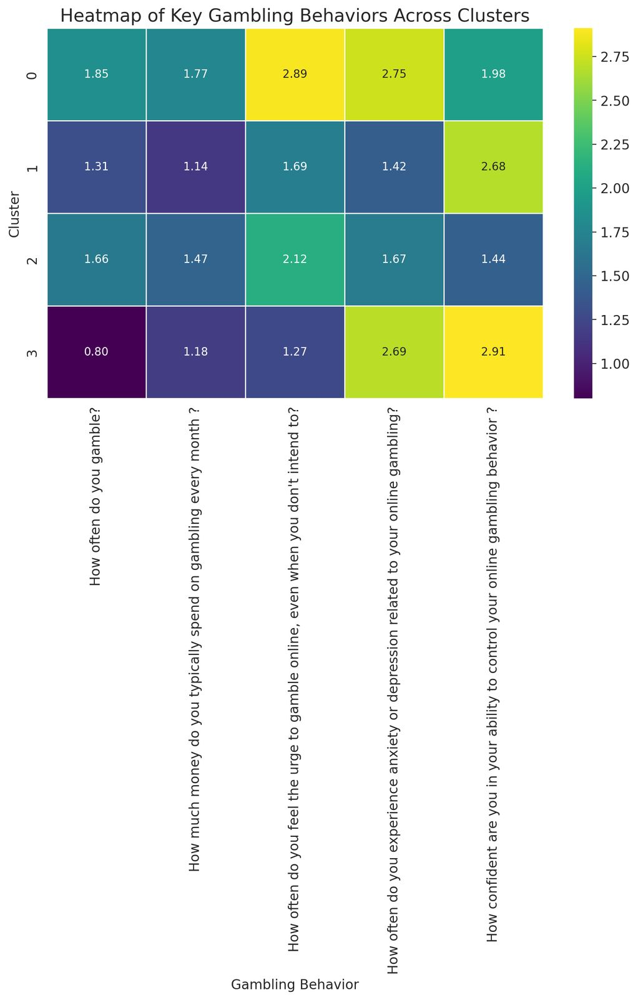 Heatmap of Key Gambling Behaviors Across Clusters
Cluster
0
1.85 1.77 2.89 2.75 1.98
1
1.31 1.14 1.69 1.42 2.68
2
1.66 1.47 2.12 1.67 1.44
3
0.80 1.18 1.27 2.69 2.91
2.75
2.50
2.25
2.00
1.75
1.50
1.25
1.00
How often do you gamble?
How much money do you typically spend on gambling every month ?
How often do you feel the urge to gamble online, even when you don't intend to?
How often do you experience anxiety or depression related to your online gambling?
How confident are you in your ability to control your online gambling behavior ?
Gambling Behavior